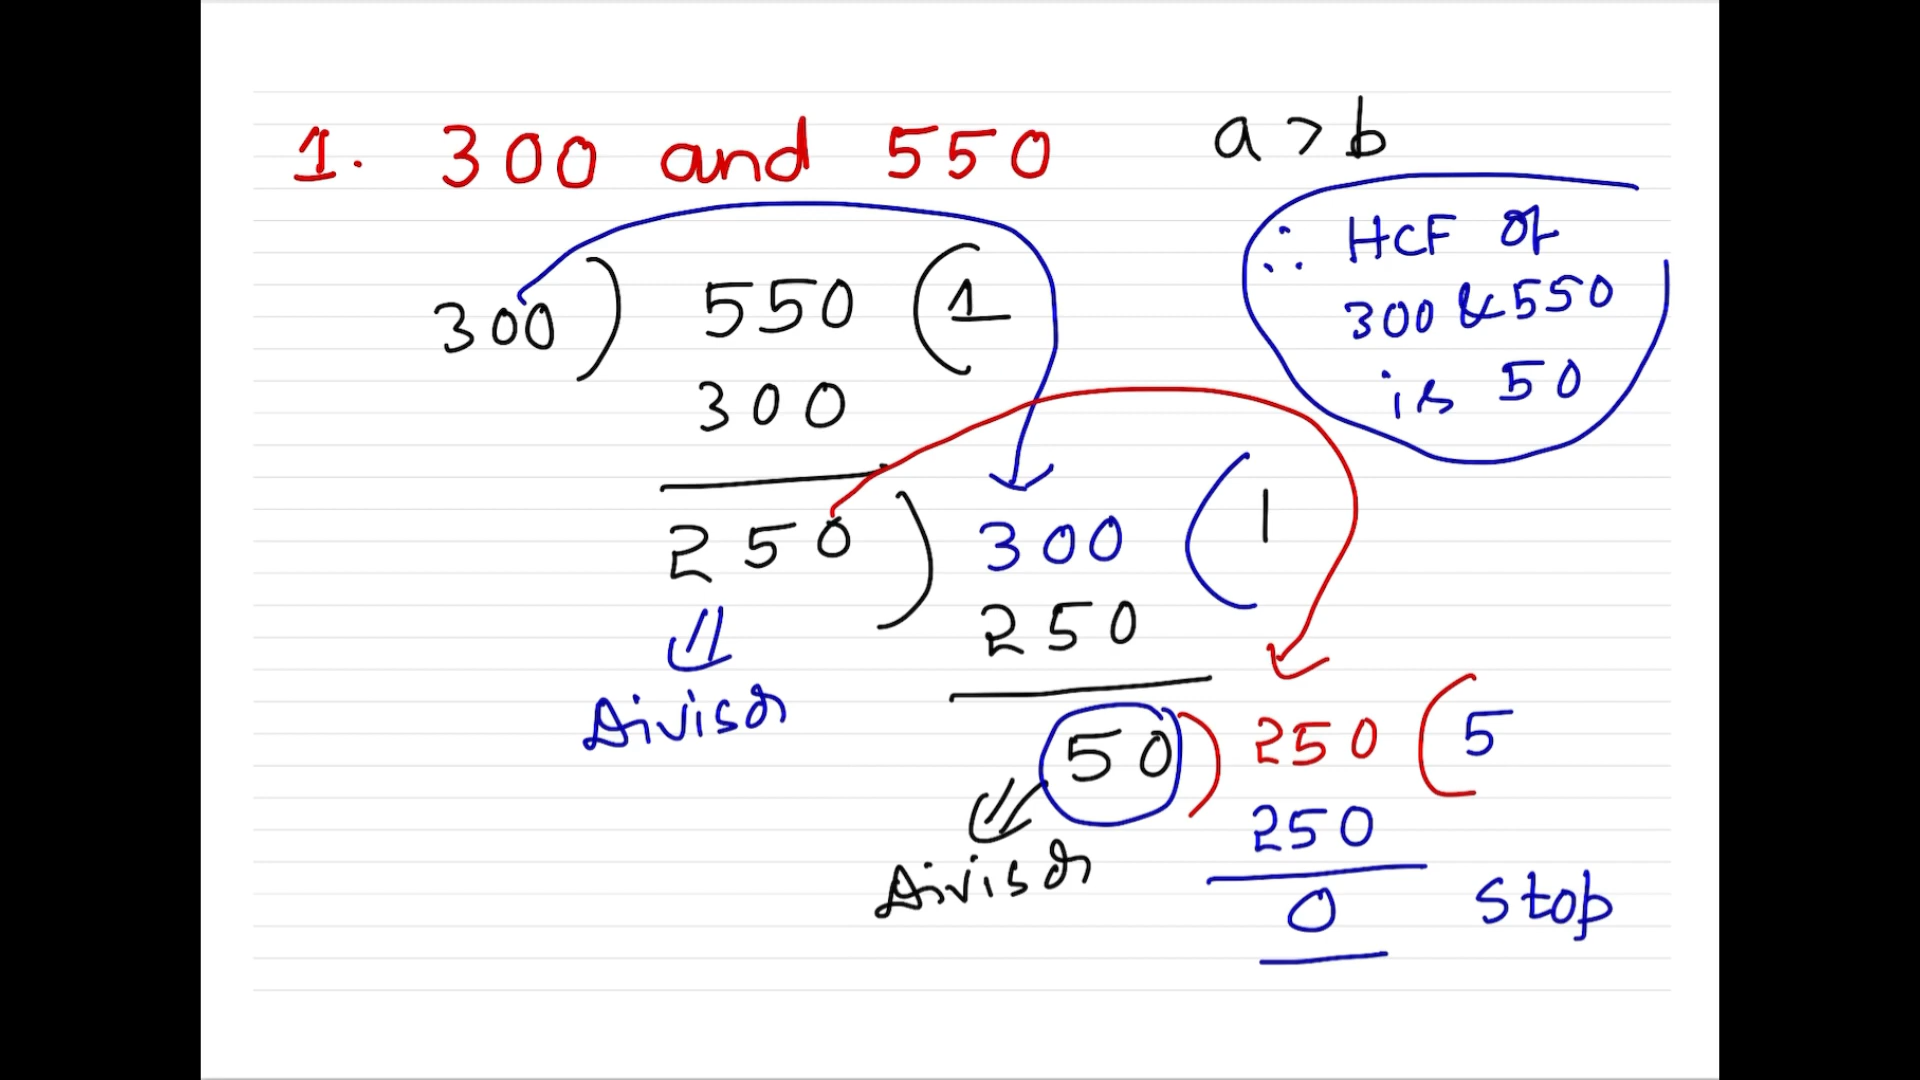 1. 300 and 550
a > b
∴ HCF of
300 & 550
is 50
300 ) 550 ( 1
300
250 ) 300 ( 1
250
Divisor
50 ) 250 ( 5
250
Divisor
0 Stop